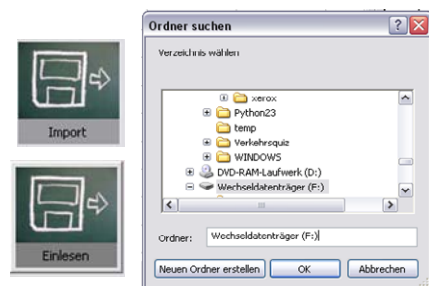 Import
Einlesen
Ordner suchen
Verzeichnis wählen
xerox
Python23
temp
Verkehrsquiz
WINDOWS
DVD-RAM-Laufwerk (D:)
Wechseldatenträger (F:)
Ordner:
Wechseldatenträger (F:)
Neuen Ordner erstellen
OK
Abbrechen